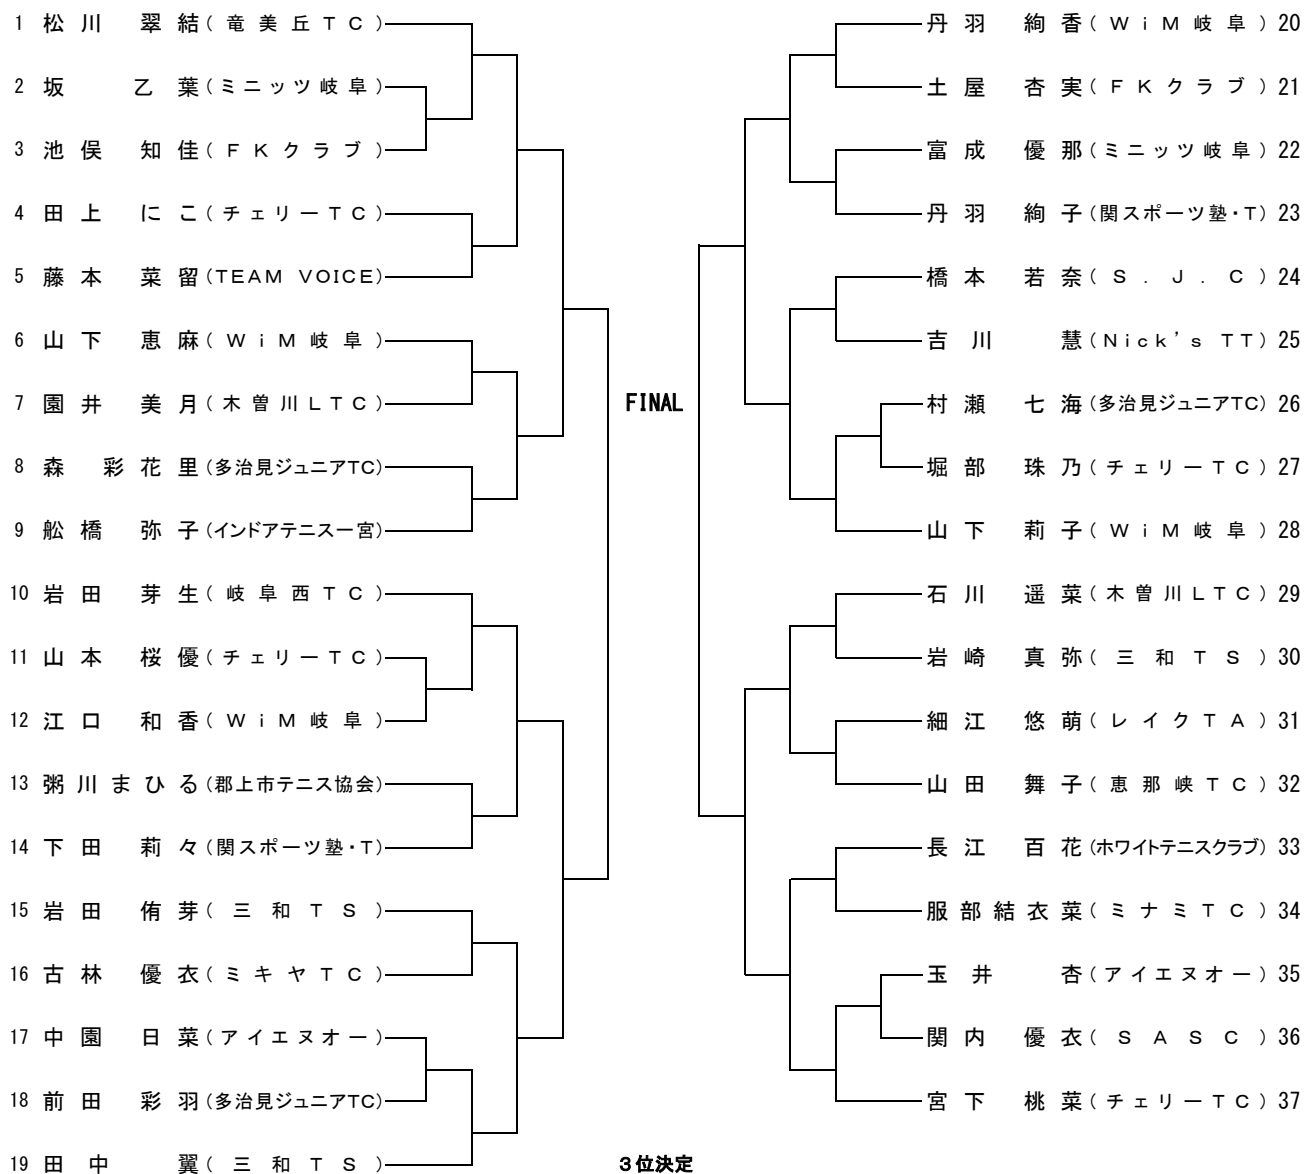 1 松川 翠結(竜美丘TC)
2 坂 乙葉(ミニッツ岐阜)
3 池俣 知佳(FKクラブ)
4 田上 にこ(チェリーTC)
5 藤本 菜留(TEAM VOICE)
6 山下 恵麻(WiM岐阜)
7 園井 美月(木曽川LTC)
8 森 彩花里(多治見ジュニアTC)
9 舩橋 弥子(インドアテニス一宮)
10 岩田 芽生(岐阜西TC)
11 山本 桜優(チェリーTC)
12 江口 和香(WiM岐阜)
13 粥川まひる(郡上市テニス協会)
14 下田 莉々(関スポーツ塾・T)
15 岩田 侑芽(三和TS)
16 古林 優衣(ミキヤTC)
17 中園 日菜(アイエヌオー)
18 前田 彩羽(多治見ジュニアTC)
19 田中 翼(三和TS)
FINAL
3位決定
丹羽 絢香(WiM岐阜) 20
土屋 杏実(FKクラブ) 21
富成 優那(ミニッツ岐阜) 22
丹羽 絢子(関スポーツ塾・T) 23
橋本 若奈(S.J.C) 24
吉川 慧(Nick's TT) 25
村瀬 七海(多治見ジュニアTC) 26
堀部 珠乃(チェリーTC) 27
山下 莉子(WiM岐阜) 28
石川 遥菜(木曽川LTC) 29
岩崎 真弥(三和TS) 30
細江 悠萌(レイクTA) 31
山田 舞子(恵那峡TC) 32
長江 百花(ホワイトテニスクラブ) 33
服部結衣菜(ミナミTC) 34
玉井 杏(アイエヌオー) 35
関内 優衣(SASC) 36
宮下 桃菜(チェリーTC) 37